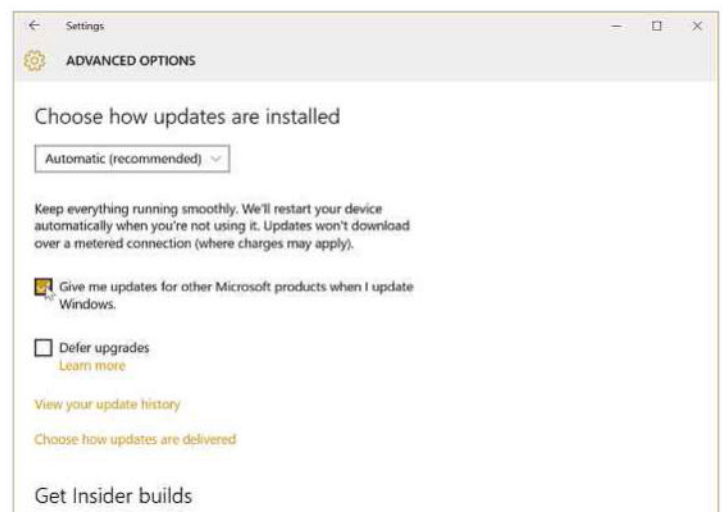 Settings
ADVANCED OPTIONS
Choose how updates are installed
Automatic (recommended)
Keep everything running smoothly. We'll restart your device
automatically when you're not using it. Updates won't download
over a metered connection (where charges may apply).
Give me updates for other Microsoft products when I update
Windows.
Defer upgrades
Learn more
View your update history
Choose how updates are delivered
Get Insider builds